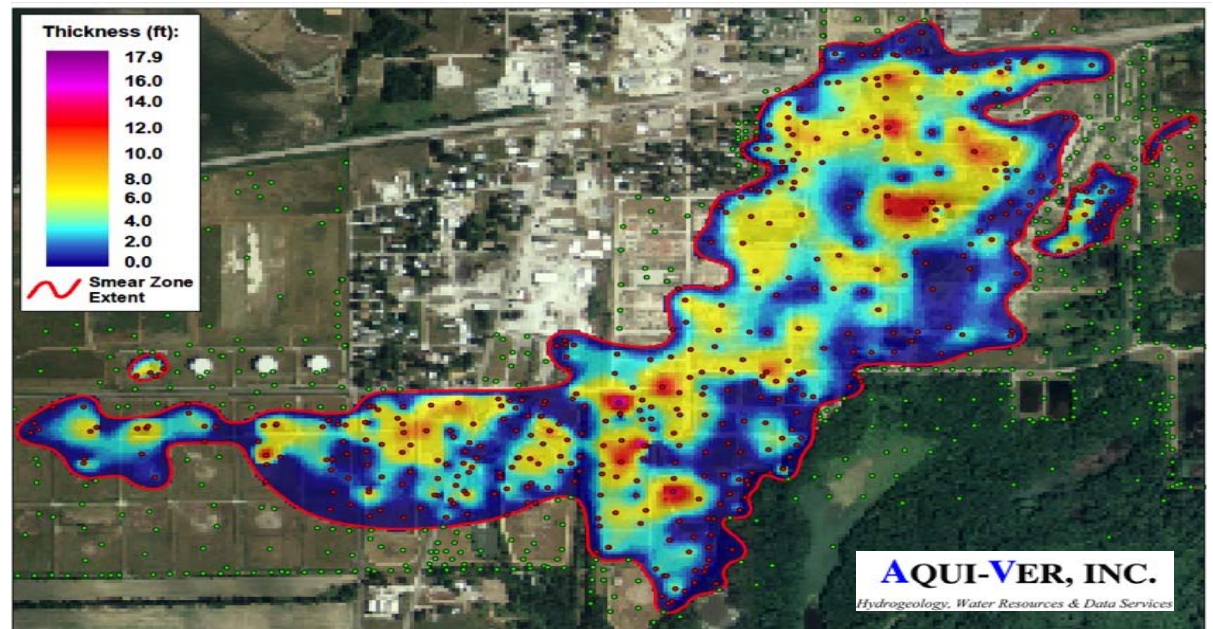 Thickness (ft):
17.9
16.0
14.0
12.0
10.0
8.0
6.0
4.0
2.0
0.0
Smear Zone
Extent
AQUI-VER, INC.
Hydrogeology, Water Resources & Data Services